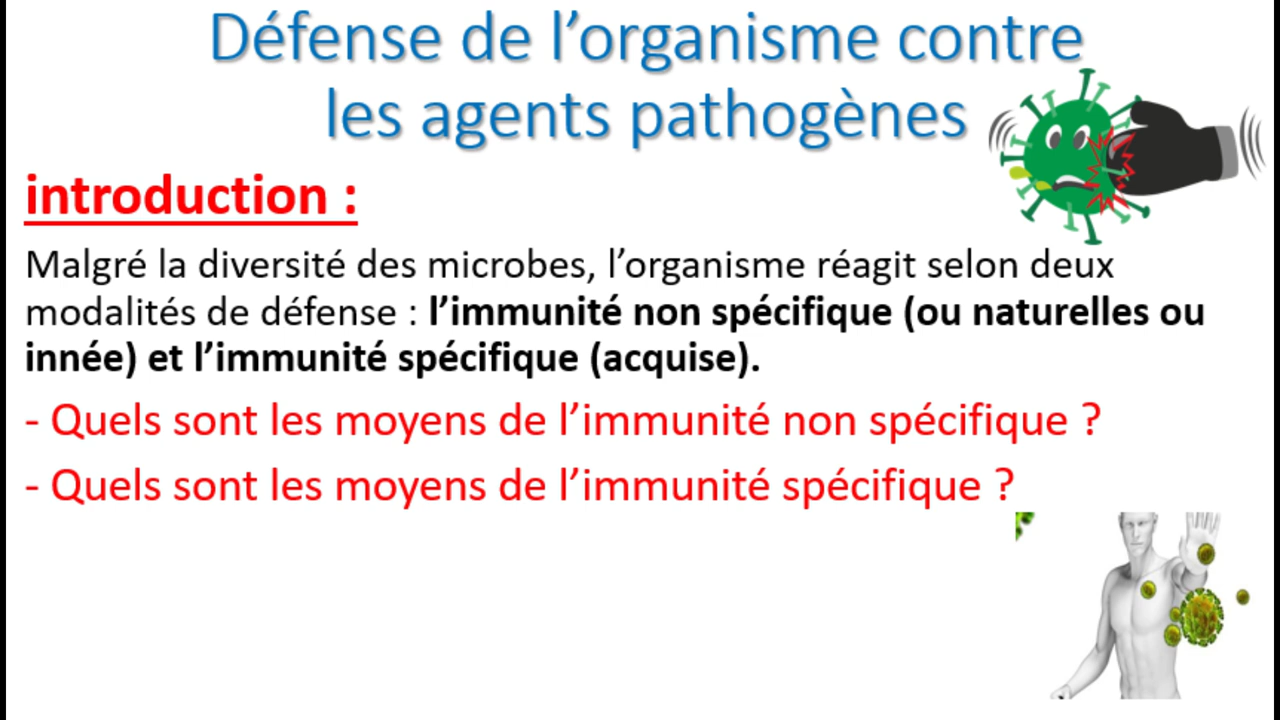 Défense de l’organisme contre
les agents pathogènes
introduction :
Malgré la diversité des microbes, l’organisme réagit selon deux
modalités de défense : l’immunité non spécifique (ou naturelles ou
innée) et l’immunité spécifique (acquise).
- Quels sont les moyens de l’immunité non spécifique ?
- Quels sont les moyens de l’immunité spécifique ?